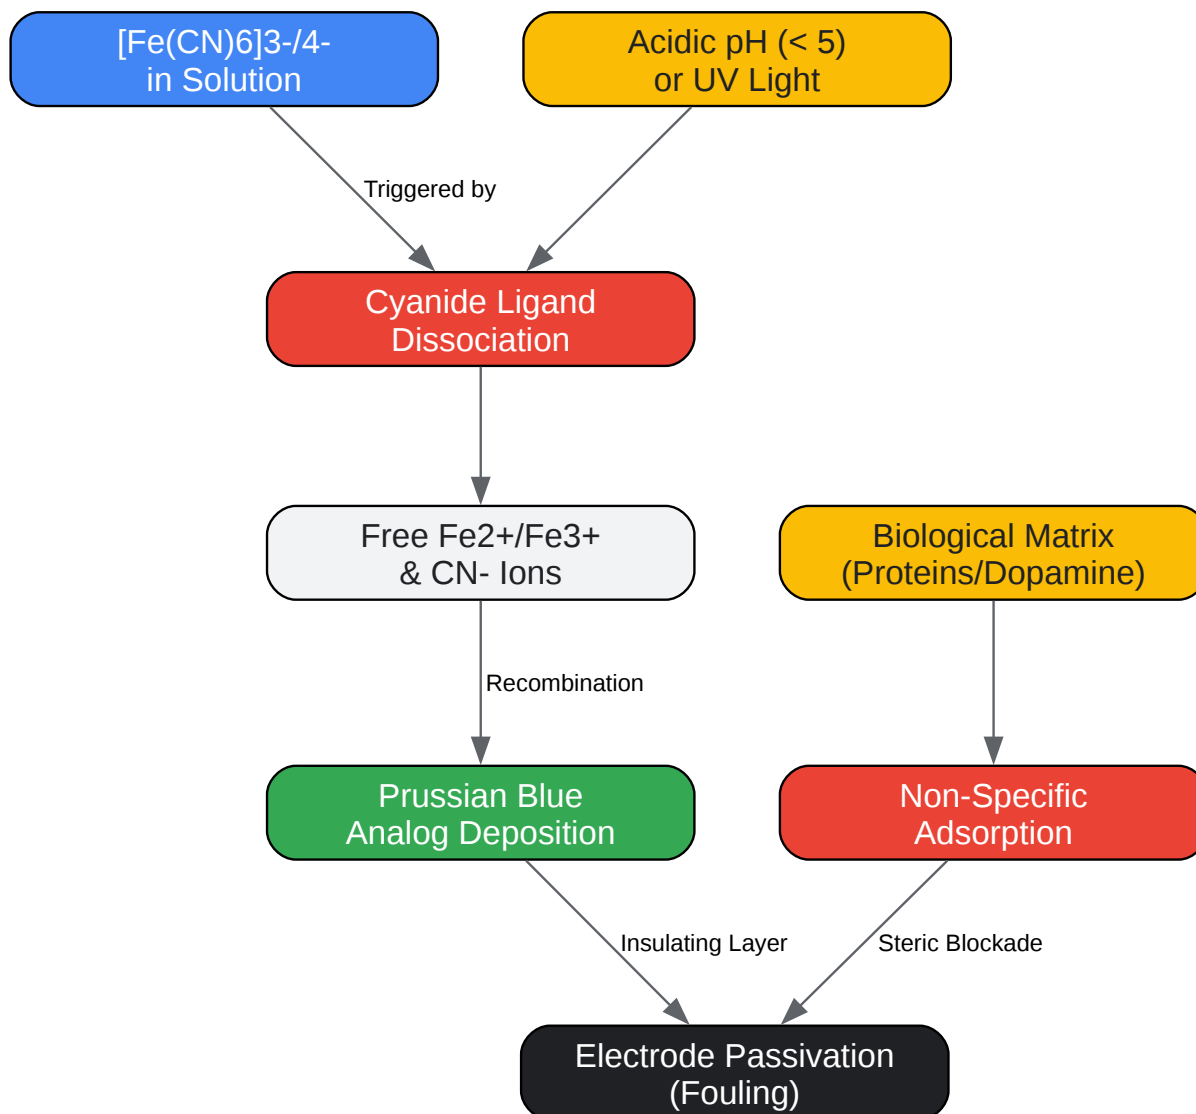 [Fe(CN)6]3-/4-
in Solution
Acidic pH (< 5)
or UV Light
Triggered by
Cyanide Ligand
Dissociation
Free Fe2+/Fe3+
& CN- Ions
Biological Matrix
(Proteins/Dopamine)
Recombination
Prussian Blue
Analog Deposition
Non-Specific
Adsorption
Insulating Layer
Steric Blockade
Electrode Passivation
(Fouling)